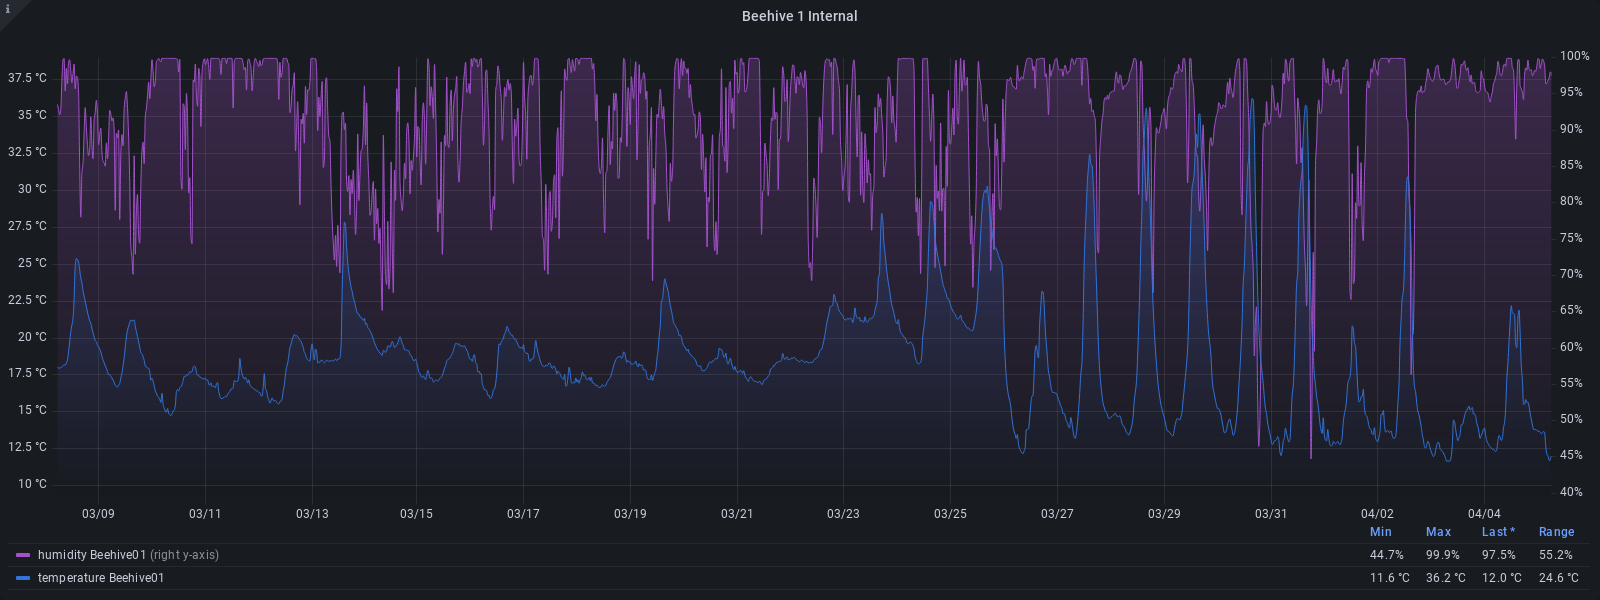 i
Beehive 1 Internal
37.5 °C
35 °C
32.5 °C
30 °C
27.5 °C
25 °C
22.5 °C
20 °C
17.5 °C
15 °C
12.5 °C
10 °C
100%
95%
90%
85%
80%
75%
70%
65%
60%
55%
50%
45%
40%
03/09 03/11 03/13 03/15 03/17 03/19 03/21 03/23 03/25 03/27 03/29 03/31 04/02 04/04
Min Max Last * Range
humidity Beehive01 (right y-axis) 44.7% 99.9% 97.5% 55.2%
temperature Beehive01 11.6 °C 36.2 °C 12.0 °C 24.6 °C